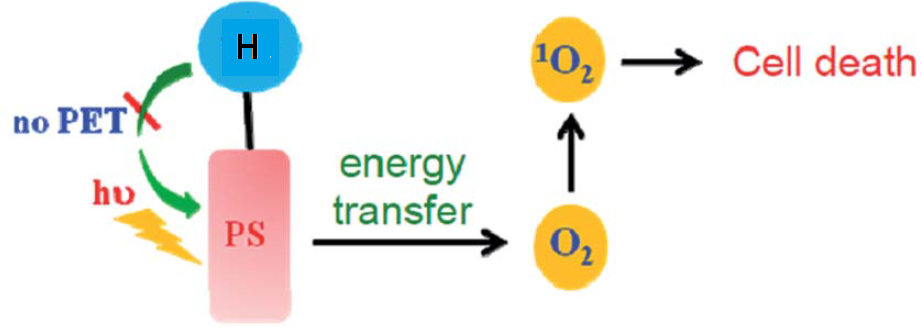 H
no PET
hυ
PS
energy
transfer
O₂
¹O₂
Cell death